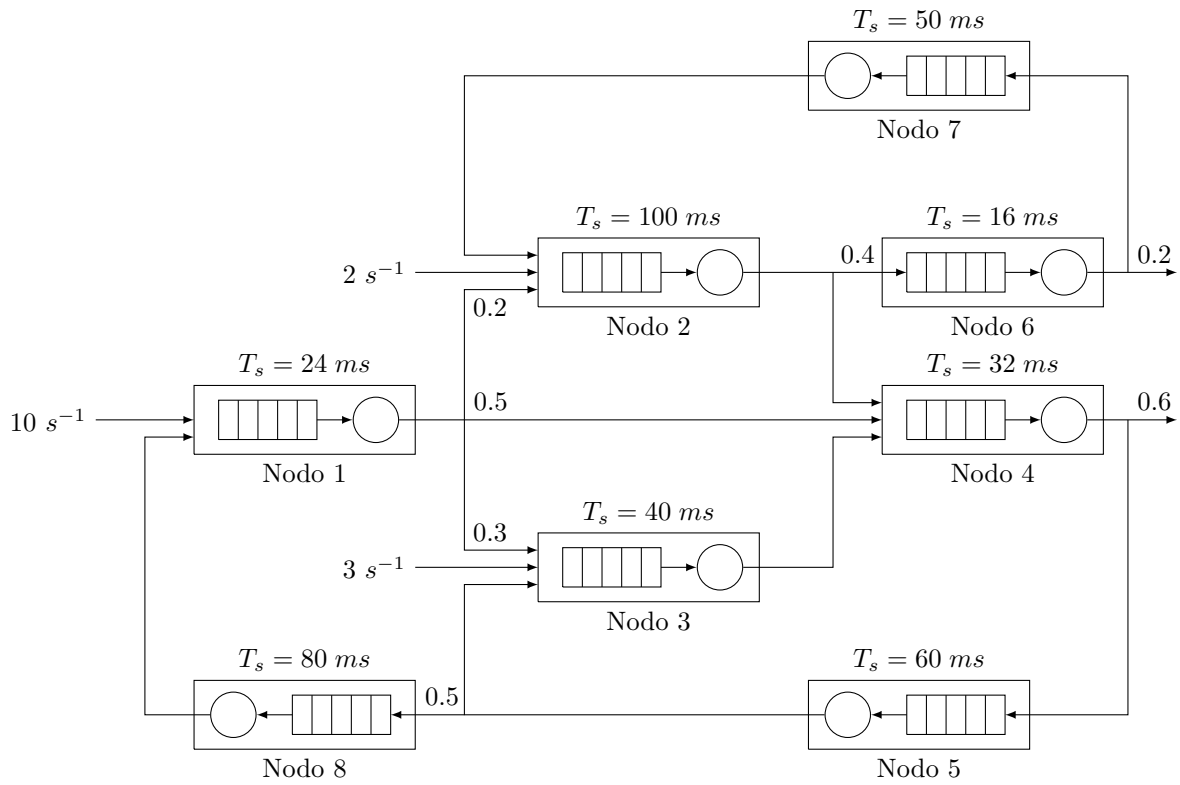 T_s = 50 ms
Nodo 7
T_s = 100 ms
T_s = 16 ms
2 s⁻¹
0.4
0.2
0.2
Nodo 2
Nodo 6
T_s = 24 ms
T_s = 32 ms
10 s⁻¹
0.5
0.6
Nodo 1
Nodo 4
T_s = 40 ms
0.3
3 s⁻¹
Nodo 3
T_s = 80 ms
T_s = 60 ms
0.5
Nodo 8
Nodo 5